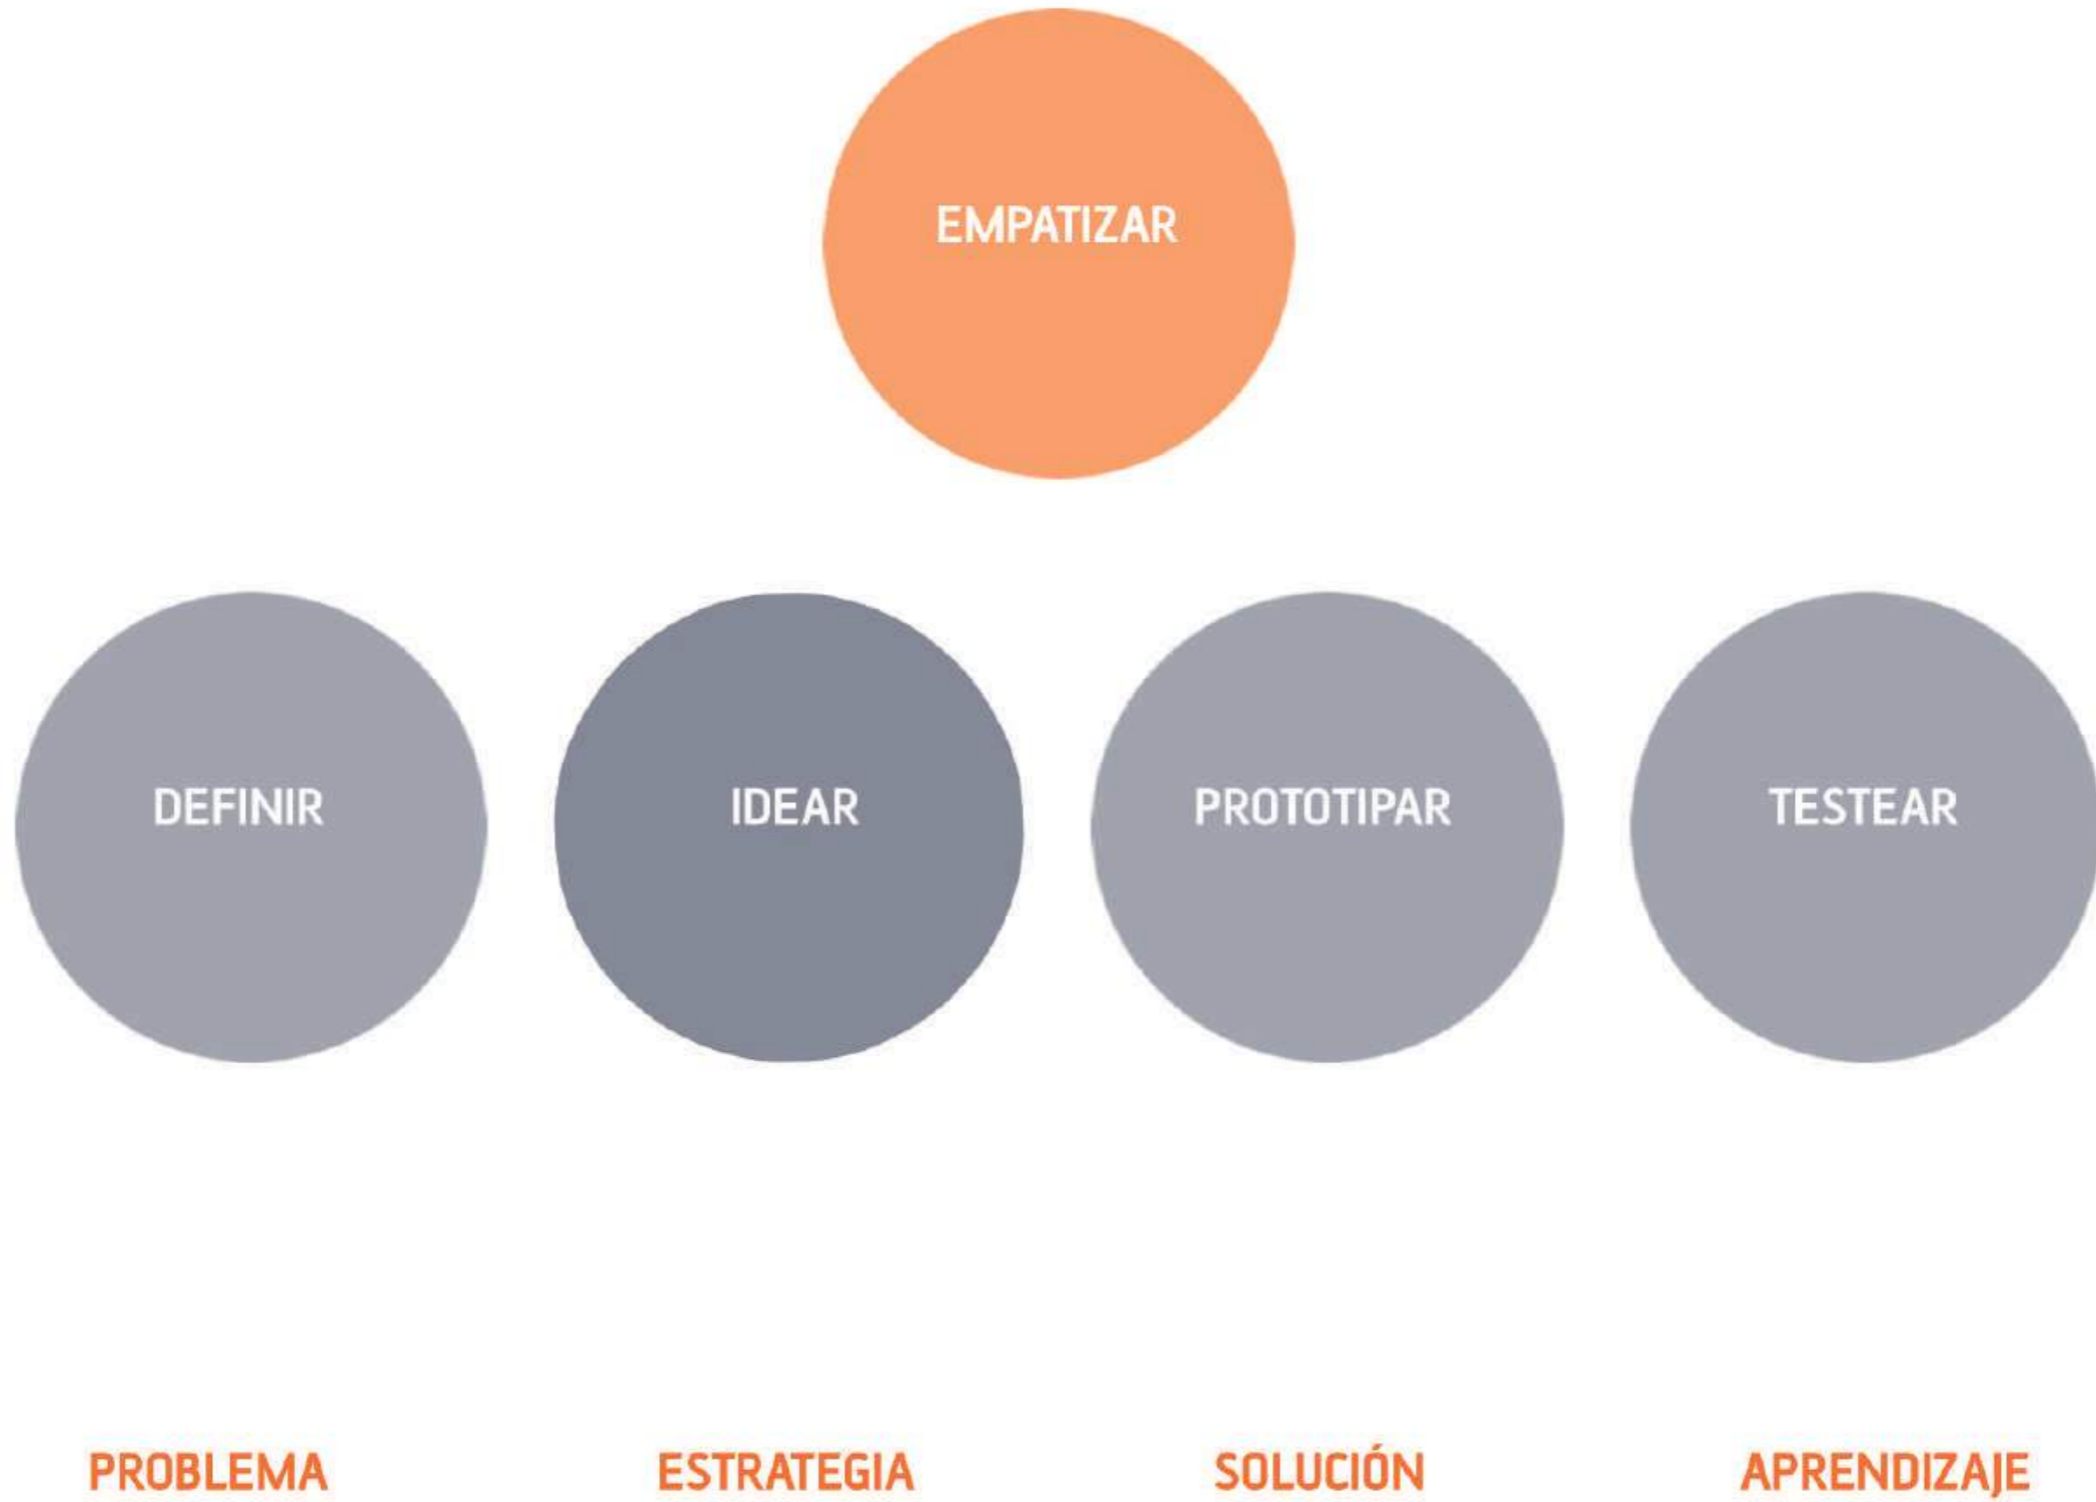 EMPATIZAR
DEFINIR
IDEAR
PROTOTIPAR
TESTEAR
PROBLEMA
ESTRATEGIA
SOLUCIÓN
APRENDIZAJE